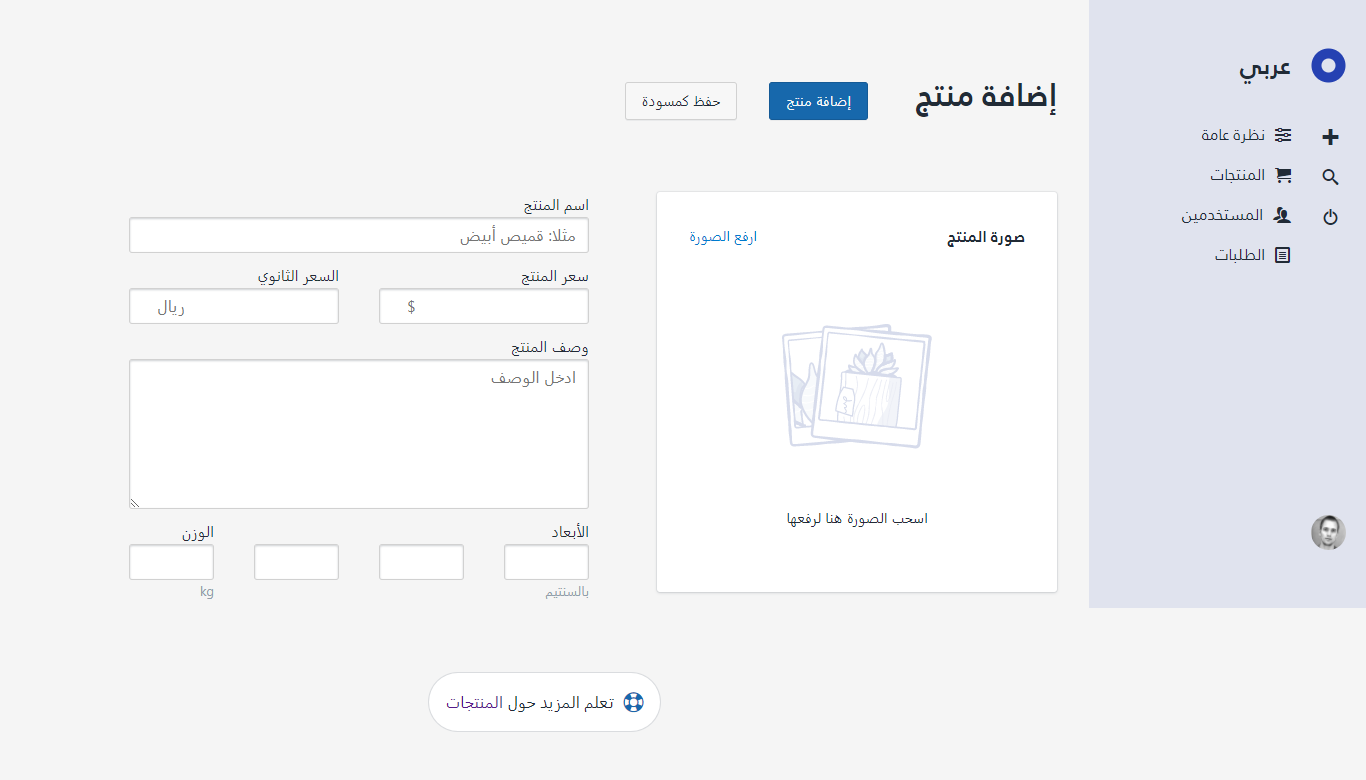 عربي
نظرة عامة
المنتجات
المستخدمين
الطلبات
إضافة منتج
إضافة منتج
حفظ كمسودة
صورة المنتج
ارفع الصورة
اسحب الصورة هنا لرفعها
اسم المنتج
مثلا: قميص أبيض
سعر المنتج
$
السعر الثانوي
ريال
وصف المنتج
ادخل الوصف
الأبعاد
بالسنتيم
الوزن
kg
تعلم المزيد حول المنتجات